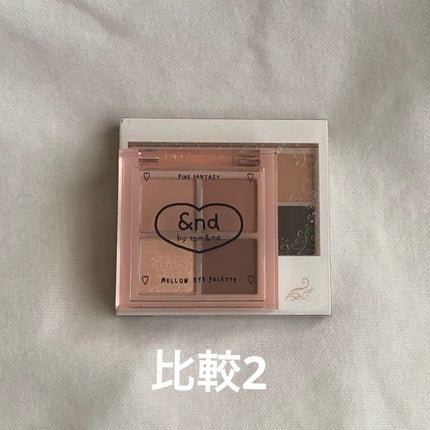 PINK FANTASY
&nd
by rom&nd
MELLOW EYE PALETTE
比較2